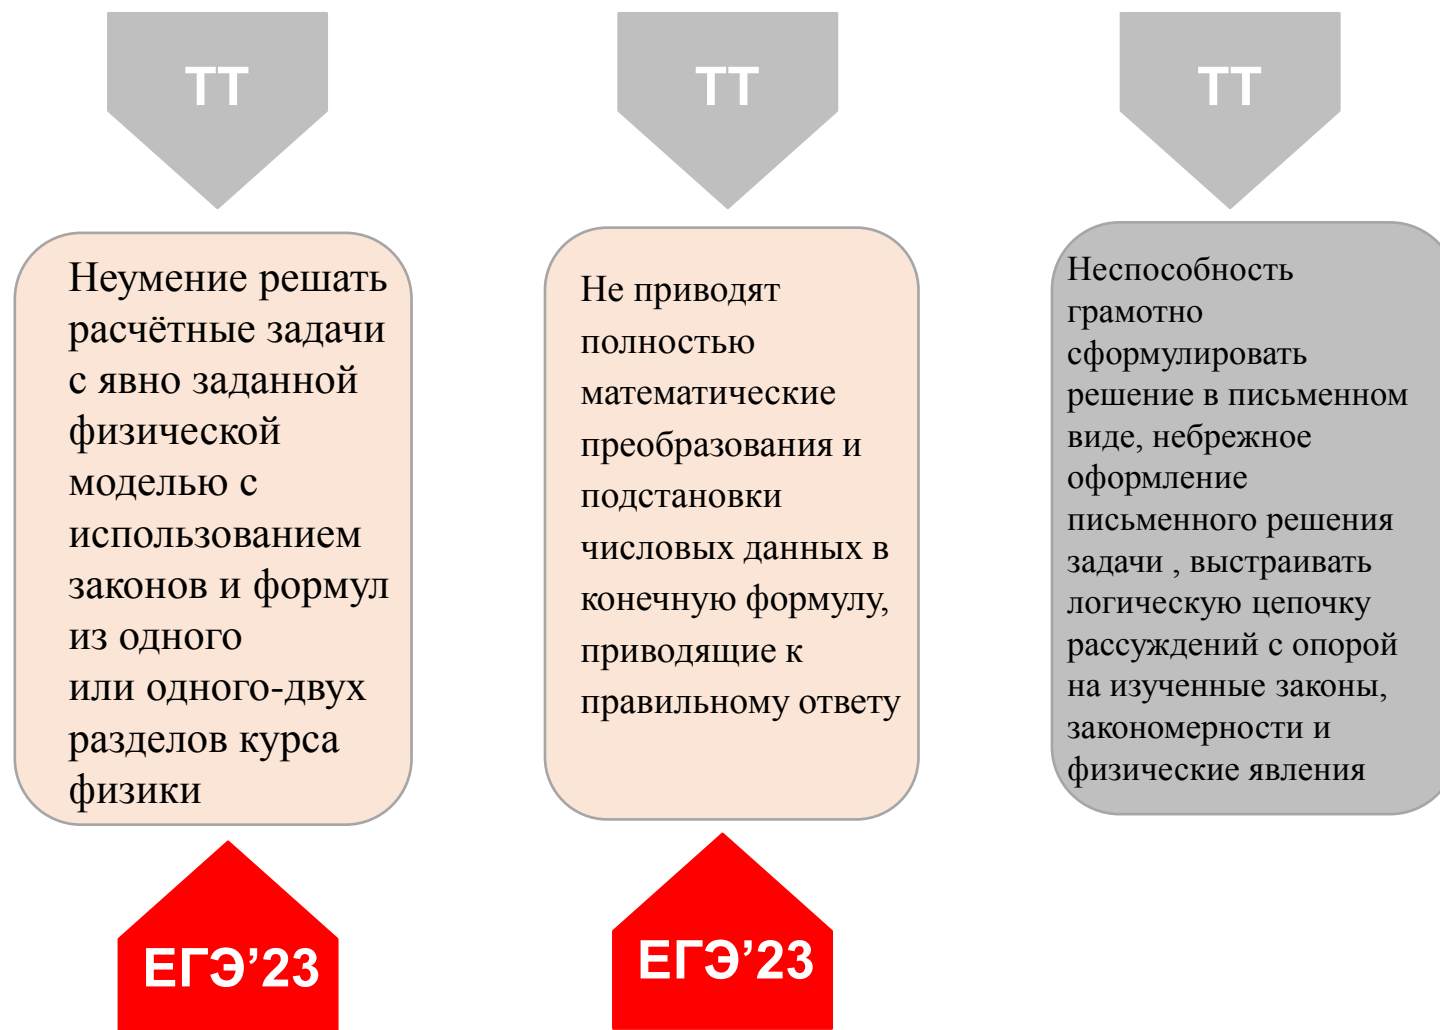 ТТ
ТТ
ТТ
Неумение решать
расчётные задачи
с явно заданной
физической
моделью с
использованием
законов и формул
из одного
или одного-двух
разделов курса
физики
Не приводят
полностью
математические
преобразования и
подстановки
числовых данных в
конечную формулу,
приводящие к
правильному ответу
Неспособность
грамотно
сформулировать
решение в письменном
виде, небрежное
оформление
письменного решения
задачи , выстраивать
логическую цепочку
рассуждений с опорой
на изученные законы,
закономерности и
физические явления
ЕГЭ’23
ЕГЭ’23